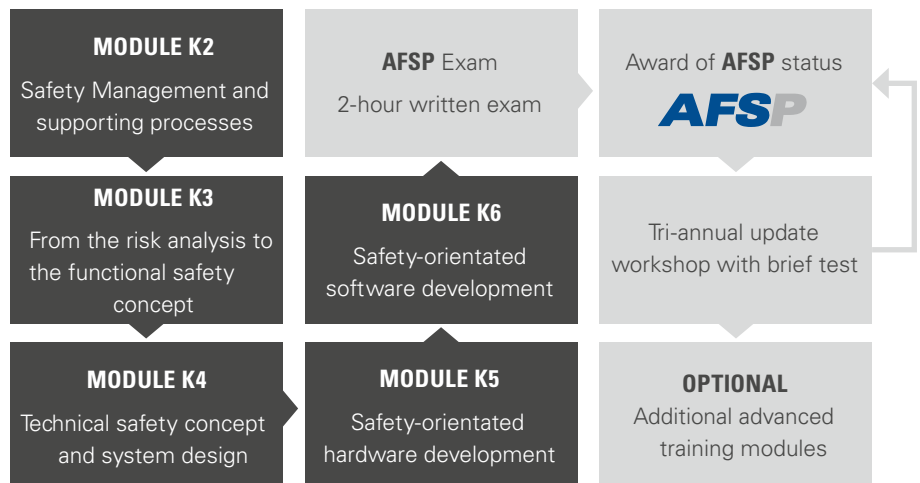 MODULE K2
Safety Management and
supporting processes
MODULE K3
From the risk analysis to
the functional safety
concept
MODULE K4
Technical safety concept
and system design
MODULE K5
Safety-orientated
hardware development
MODULE K6
Safety-orientated
software development
AFSP Exam
2-hour written exam
Award of AFSP status
AFSP
Tri-annual update
workshop with brief test
OPTIONAL
Additional advanced
training modules